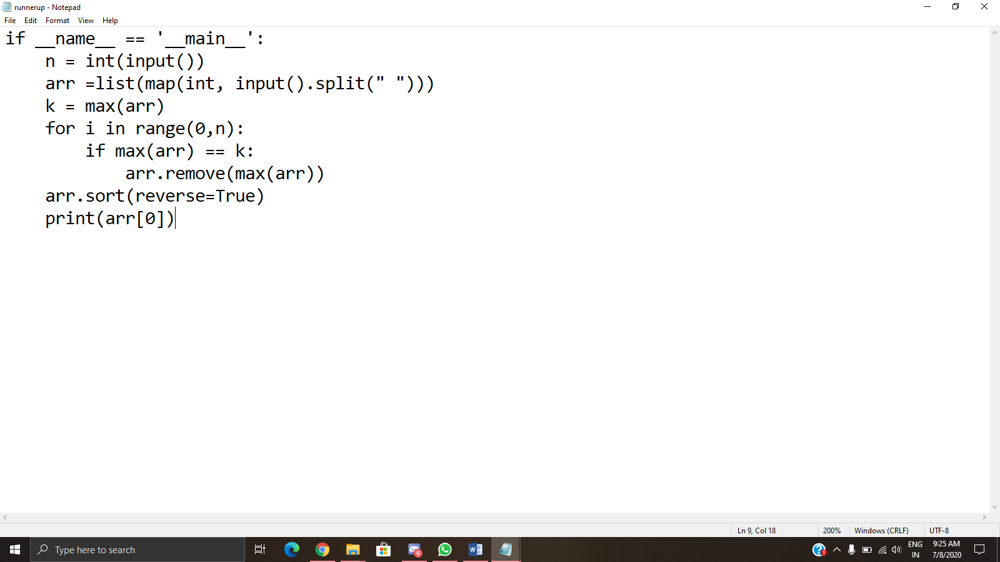 runnerup - Notepad
File Edit Format View Help
if __name__ == '__main__':
    n = int(input())
    arr =list(map(int, input().split(" ")))
    k = max(arr)
    for i in range(0,n):
        if max(arr) == k:
            arr.remove(max(arr))
    arr.sort(reverse=True)
    print(arr[0])
Ln 9, Col 18 200% Windows (CRLF) UTF-8
Type here to search
9
W
ENG
IN
9:25 AM
7/8/2020